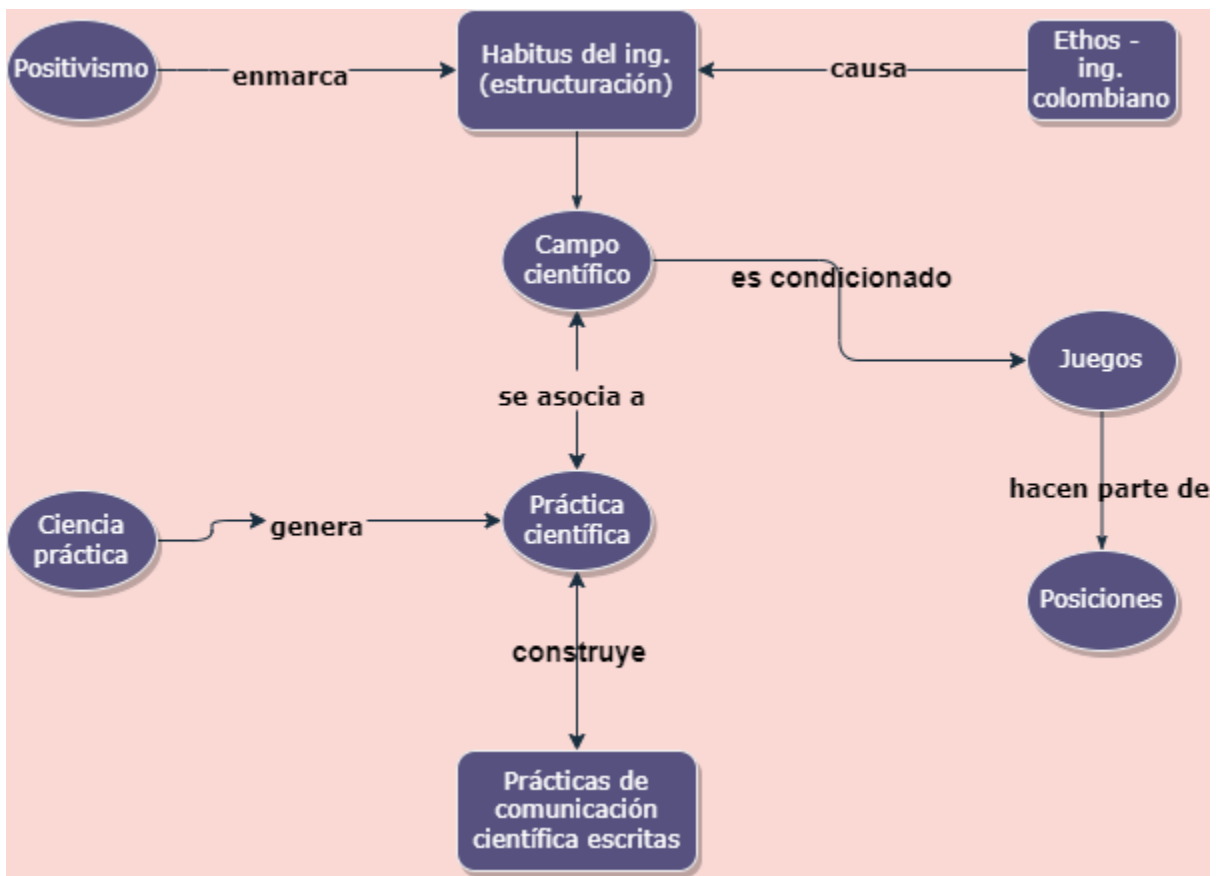 Positivismo
enmarca
Habitus del ing.
(estructuración)
causa
Ethos -
ing.
colombiano
Campo
científico
es condicionado
Juegos
se asocia a
hacen parte de
Ciencia
práctica
genera
Práctica
científica
Posiciones
construye
Prácticas de
comunicación
científica escritas